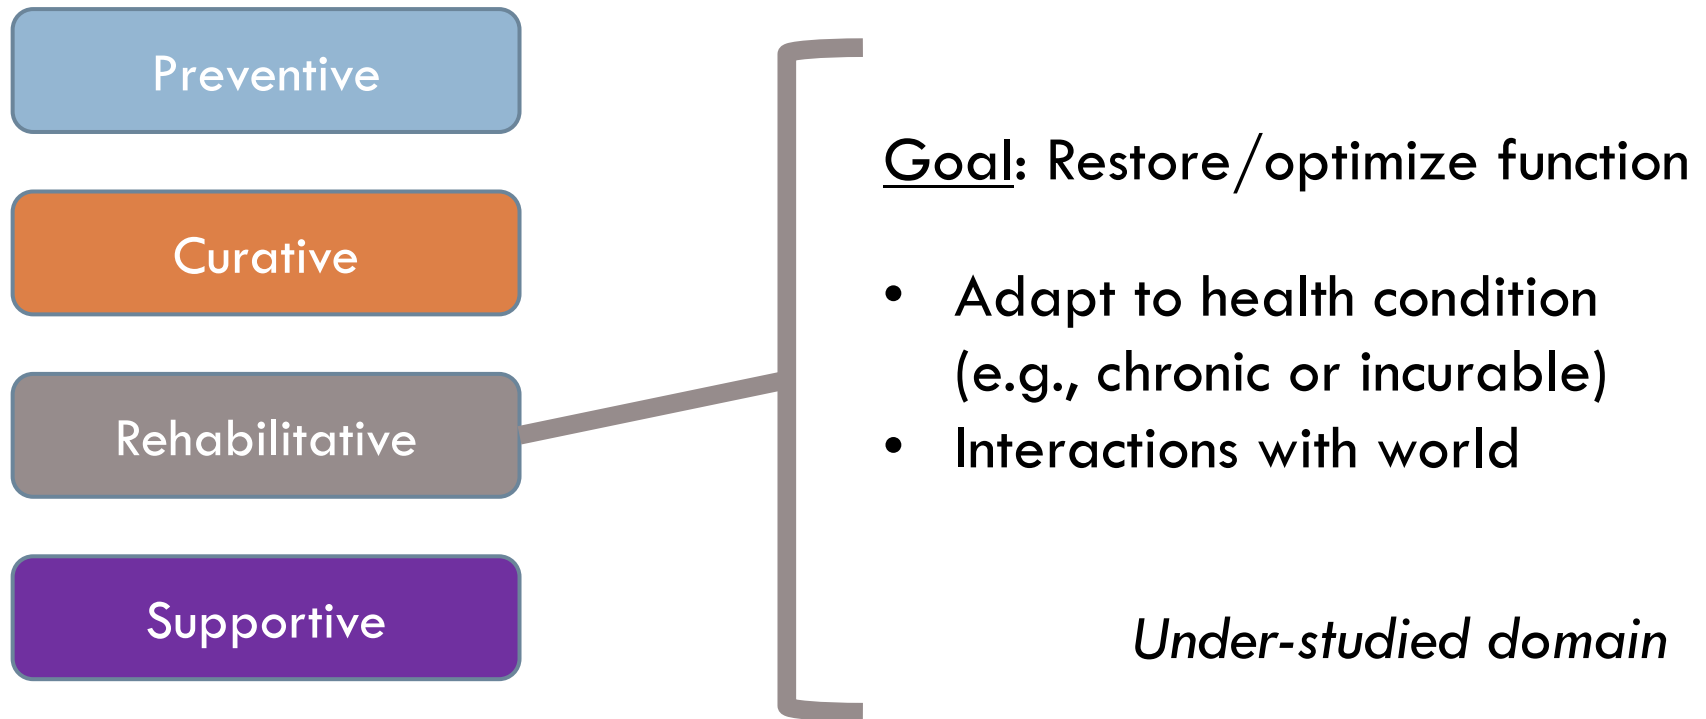 Preventive
Curative
Rehabilitative
Supportive
Goal: Restore/optimize function
• Adapt to health condition
(e.g., chronic or incurable)
• Interactions with world
Under-studied domain